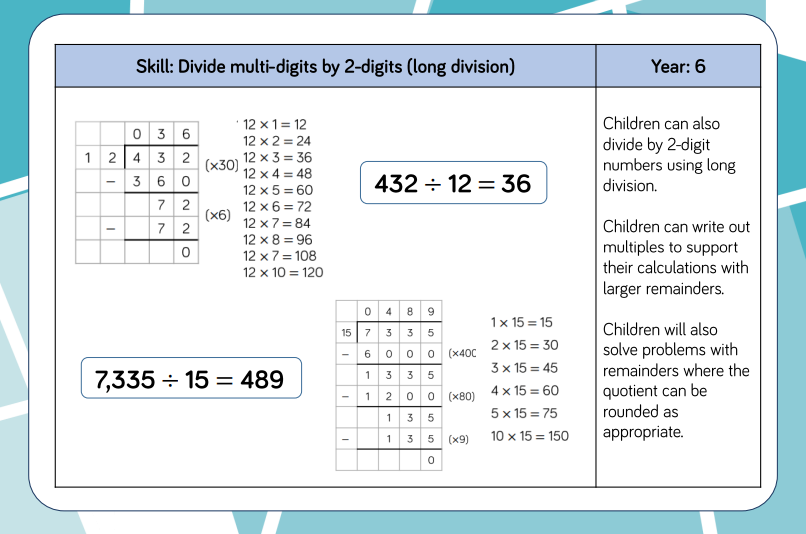 Skill: Divide multi-digits by 2-digits (long division)
Year: 6
0 3 6
1 2 4 3 2
(×30)
– 3 6 0
7 2
(×6)
– 7 2
0
12 × 1 = 12
12 × 2 = 24
12 × 3 = 36
12 × 4 = 48
12 × 5 = 60
12 × 6 = 72
12 × 7 = 84
12 × 8 = 96
12 × 7 = 108
12 × 10 = 120
432 ÷ 12 = 36
7,335 ÷ 15 = 489
0 4 8 9
15 7 3 3 5
– 6 0 0 0 (×400
1 3 3 5
– 1 2 0 0 (×80)
1 3 5
– 1 3 5 (×9)
0
1 × 15 = 15
2 × 15 = 30
3 × 15 = 45
4 × 15 = 60
5 × 15 = 75
10 × 15 = 150
Children can also
divide by 2-digit
numbers using long
division.
Children can write out
multiples to support
their calculations with
larger remainders.
Children will also
solve problems with
remainders where the
quotient can be
rounded as
appropriate.